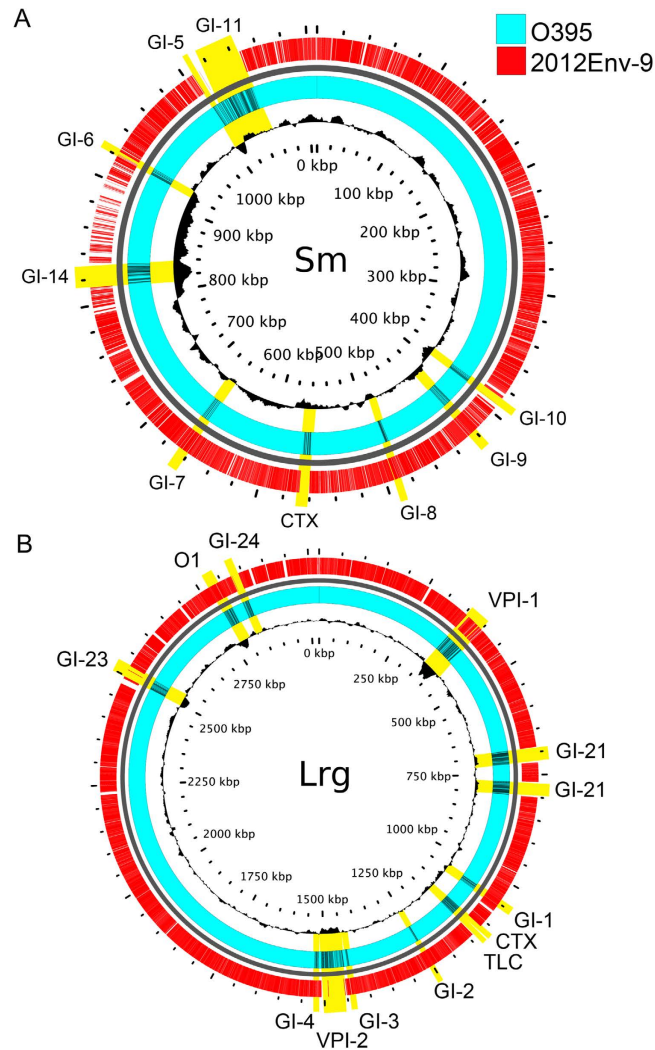 A
GI-11
GI-5
O395
2012Env-9
GI-6
0 kbp
1000 kbp
100 kbp
900 kbp
200 kbp
Sm
GI-14
800 kbp
300 kbp
700 kbp
400 kbp
600 kbp
500 kbp
GI-10
GI-9
GI-7
GI-8
CTX
B
GI-24
O1
VPI-1
GI-23
0 kbp
2750 kbp
250 kbp
2500 kbp
500 kbp
GI-21
2250 kbp
Lrg
750 kbp
GI-21
2000 kbp
1000 kbp
1750 kbp
1250 kbp
1500 kbp
GI-1
CTX
TLC
GI-2
GI-4
GI-3
VPI-2